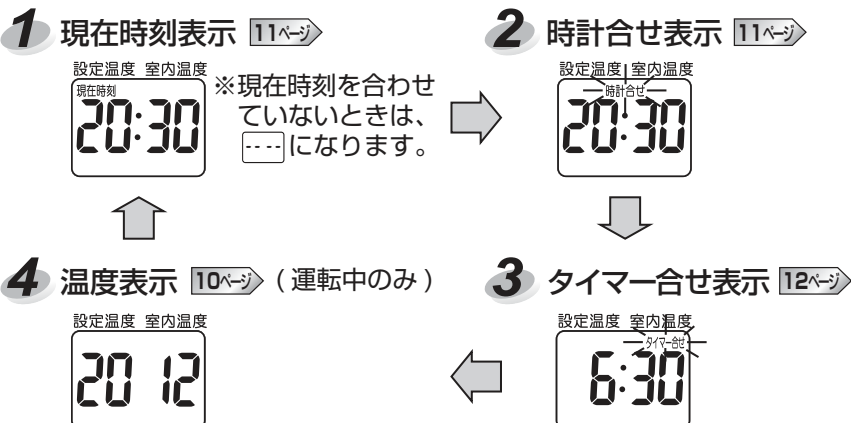 1 現在時刻表示 11ページ
設定温度 室内温度
現在時刻
20:30
※現在時刻を合わせ
ていないときは、
--:--になります。
2 時計合せ表示 11ページ
設定温度 室内温度
時計合せ
20:30
3 タイマー合せ表示 12ページ
設定温度 室内温度
タイマー合せ
6:30
4 温度表示 10ページ (運転中のみ)
設定温度 室内温度
20 12